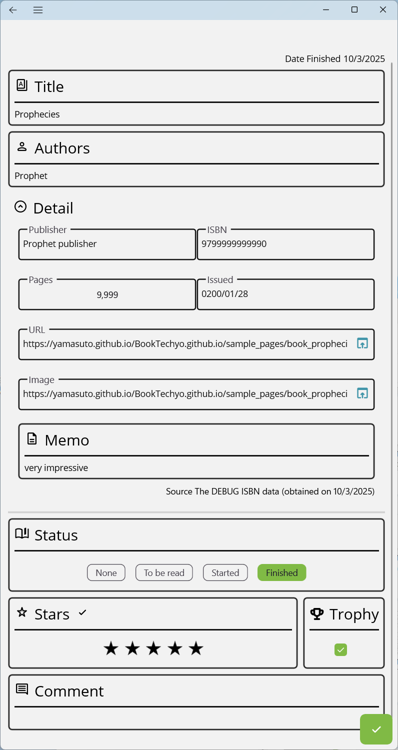 Date Finished 10/3/2025
Title
Prophecies
Authors
Prophet
Detail
Publisher
Prophet publisher
ISBN
9799999999990
Pages
9,999
Issued
0200/01/28
URL
https://yamasuto.github.io/BookTechyo.github.io/sample_pages/book_propheci
Image
https://yamasuto.github.io/BookTechyo.github.io/sample_pages/book_propheci
Memo
very impressive
Source The DEBUG ISBN data (obtained on 10/3/2025)
Status
None To be read Started Finished
Stars
Trophy
Comment